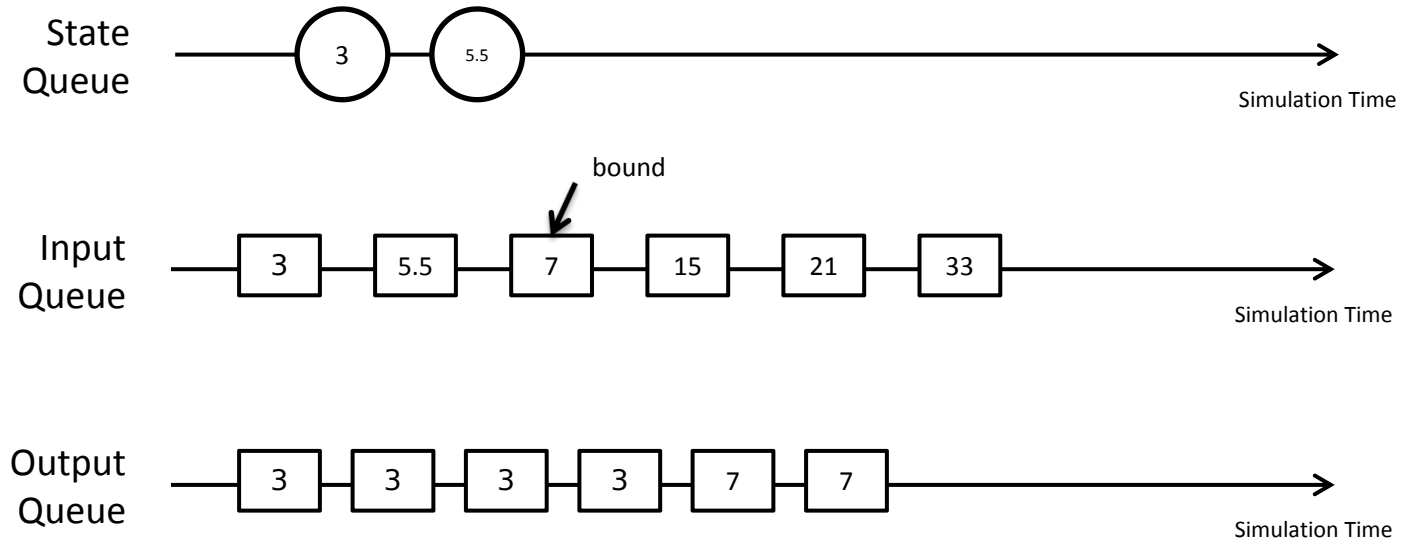 State
Queue
3 5.5
Simulation Time
bound
Input
Queue
3 5.5 7 15 21 33
Simulation Time
Output
Queue
3 3 3 3 7 7
Simulation Time